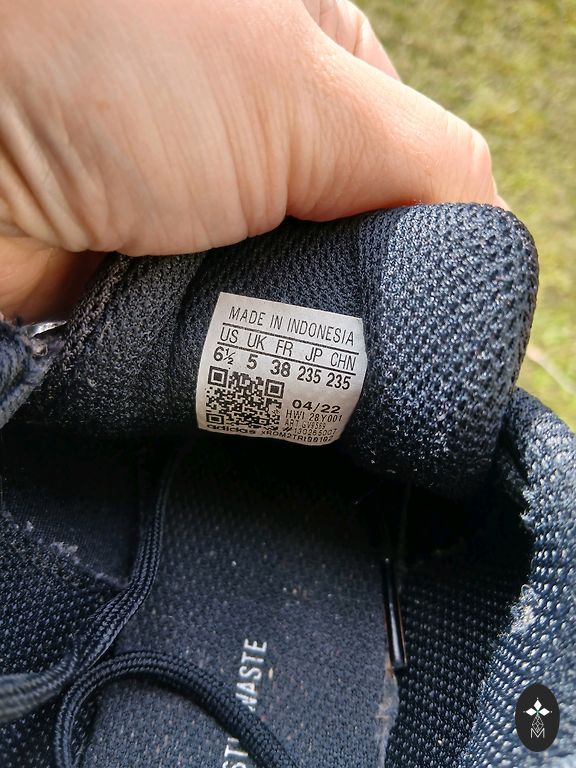 MADE IN INDONESIA
US UK FR JP CHN
6½ 5 38 235 235
04/22
HWI 28Y001
adidas
WASTE
M